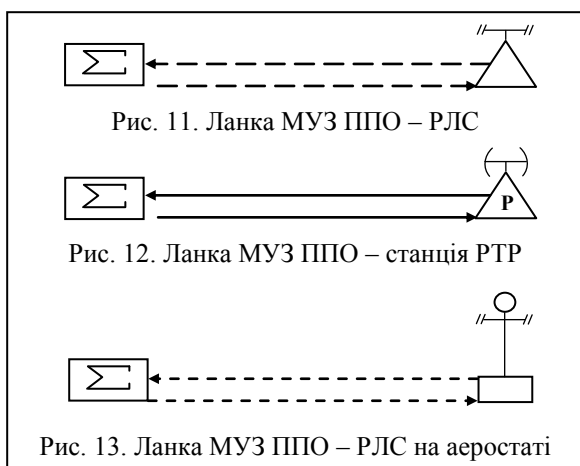 Σ
Рис. 11. Ланка МУЗ ППО – РЛС
Σ
Р
Рис. 12. Ланка МУЗ ППО – станція РТР
Σ
Рис. 13. Ланка МУЗ ППО – РЛС на аеростаті